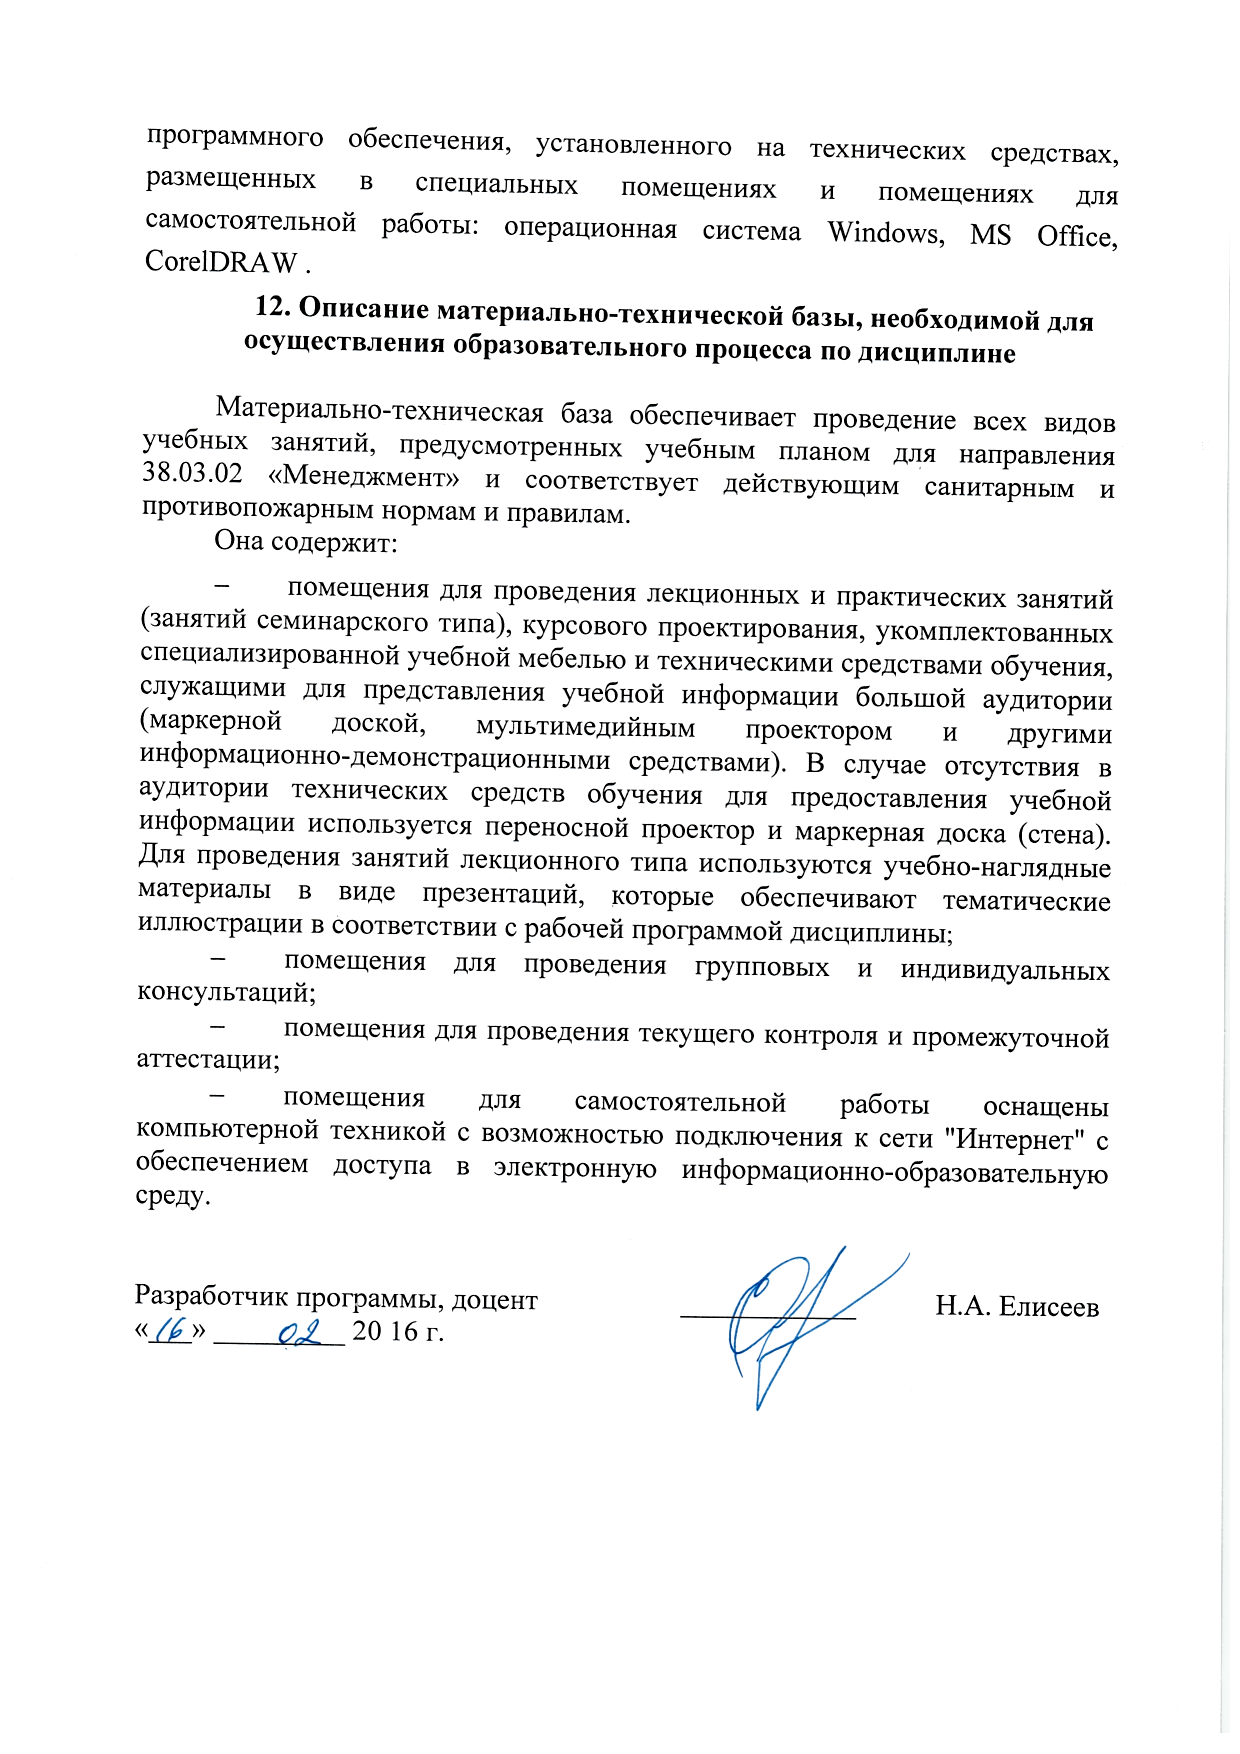 программного обеспечения, установленного на технических средствах,
размещенных в специальных помещениях и помещениях для
самостоятельной работы: операционная система Windows, MS Office,
CorelDRAW .
12. Описание материально-технической базы, необходимой для
осуществления образовательного процесса по дисциплине
Материально-техническая база обеспечивает проведение всех видов
учебных занятий, предусмотренных учебным планом для направления
38.03.02 «Менеджмент» и соответствует действующим санитарным и
противопожарным нормам и правилам.
Она содержит:
– помещения для проведения лекционных и практических занятий
(занятий семинарского типа), курсового проектирования, укомплектованных
специализированной учебной мебелью и техническими средствами обучения,
служащими для представления учебной информации большой аудитории
(маркерной доской, мультимедийным проектором и другими
информационно-демонстрационными средствами). В случае отсутствия в
аудитории технических средств обучения для предоставления учебной
информации используется переносной проектор и маркерная доска (стена).
Для проведения занятий лекционного типа используются учебно-наглядные
материалы в виде презентаций, которые обеспечивают тематические
иллюстрации в соответствии с рабочей программой дисциплины;
– помещения для проведения групповых и индивидуальных
консультаций;
– помещения для проведения текущего контроля и промежуточной
аттестации;
– помещения для самостоятельной работы оснащены
компьютерной техникой с возможностью подключения к сети "Интернет" с
обеспечением доступа в электронную информационно-образовательную
среду.
Разработчик программы, доцент ____________ Н.А. Елисеев
«16» 02 20 16 г.